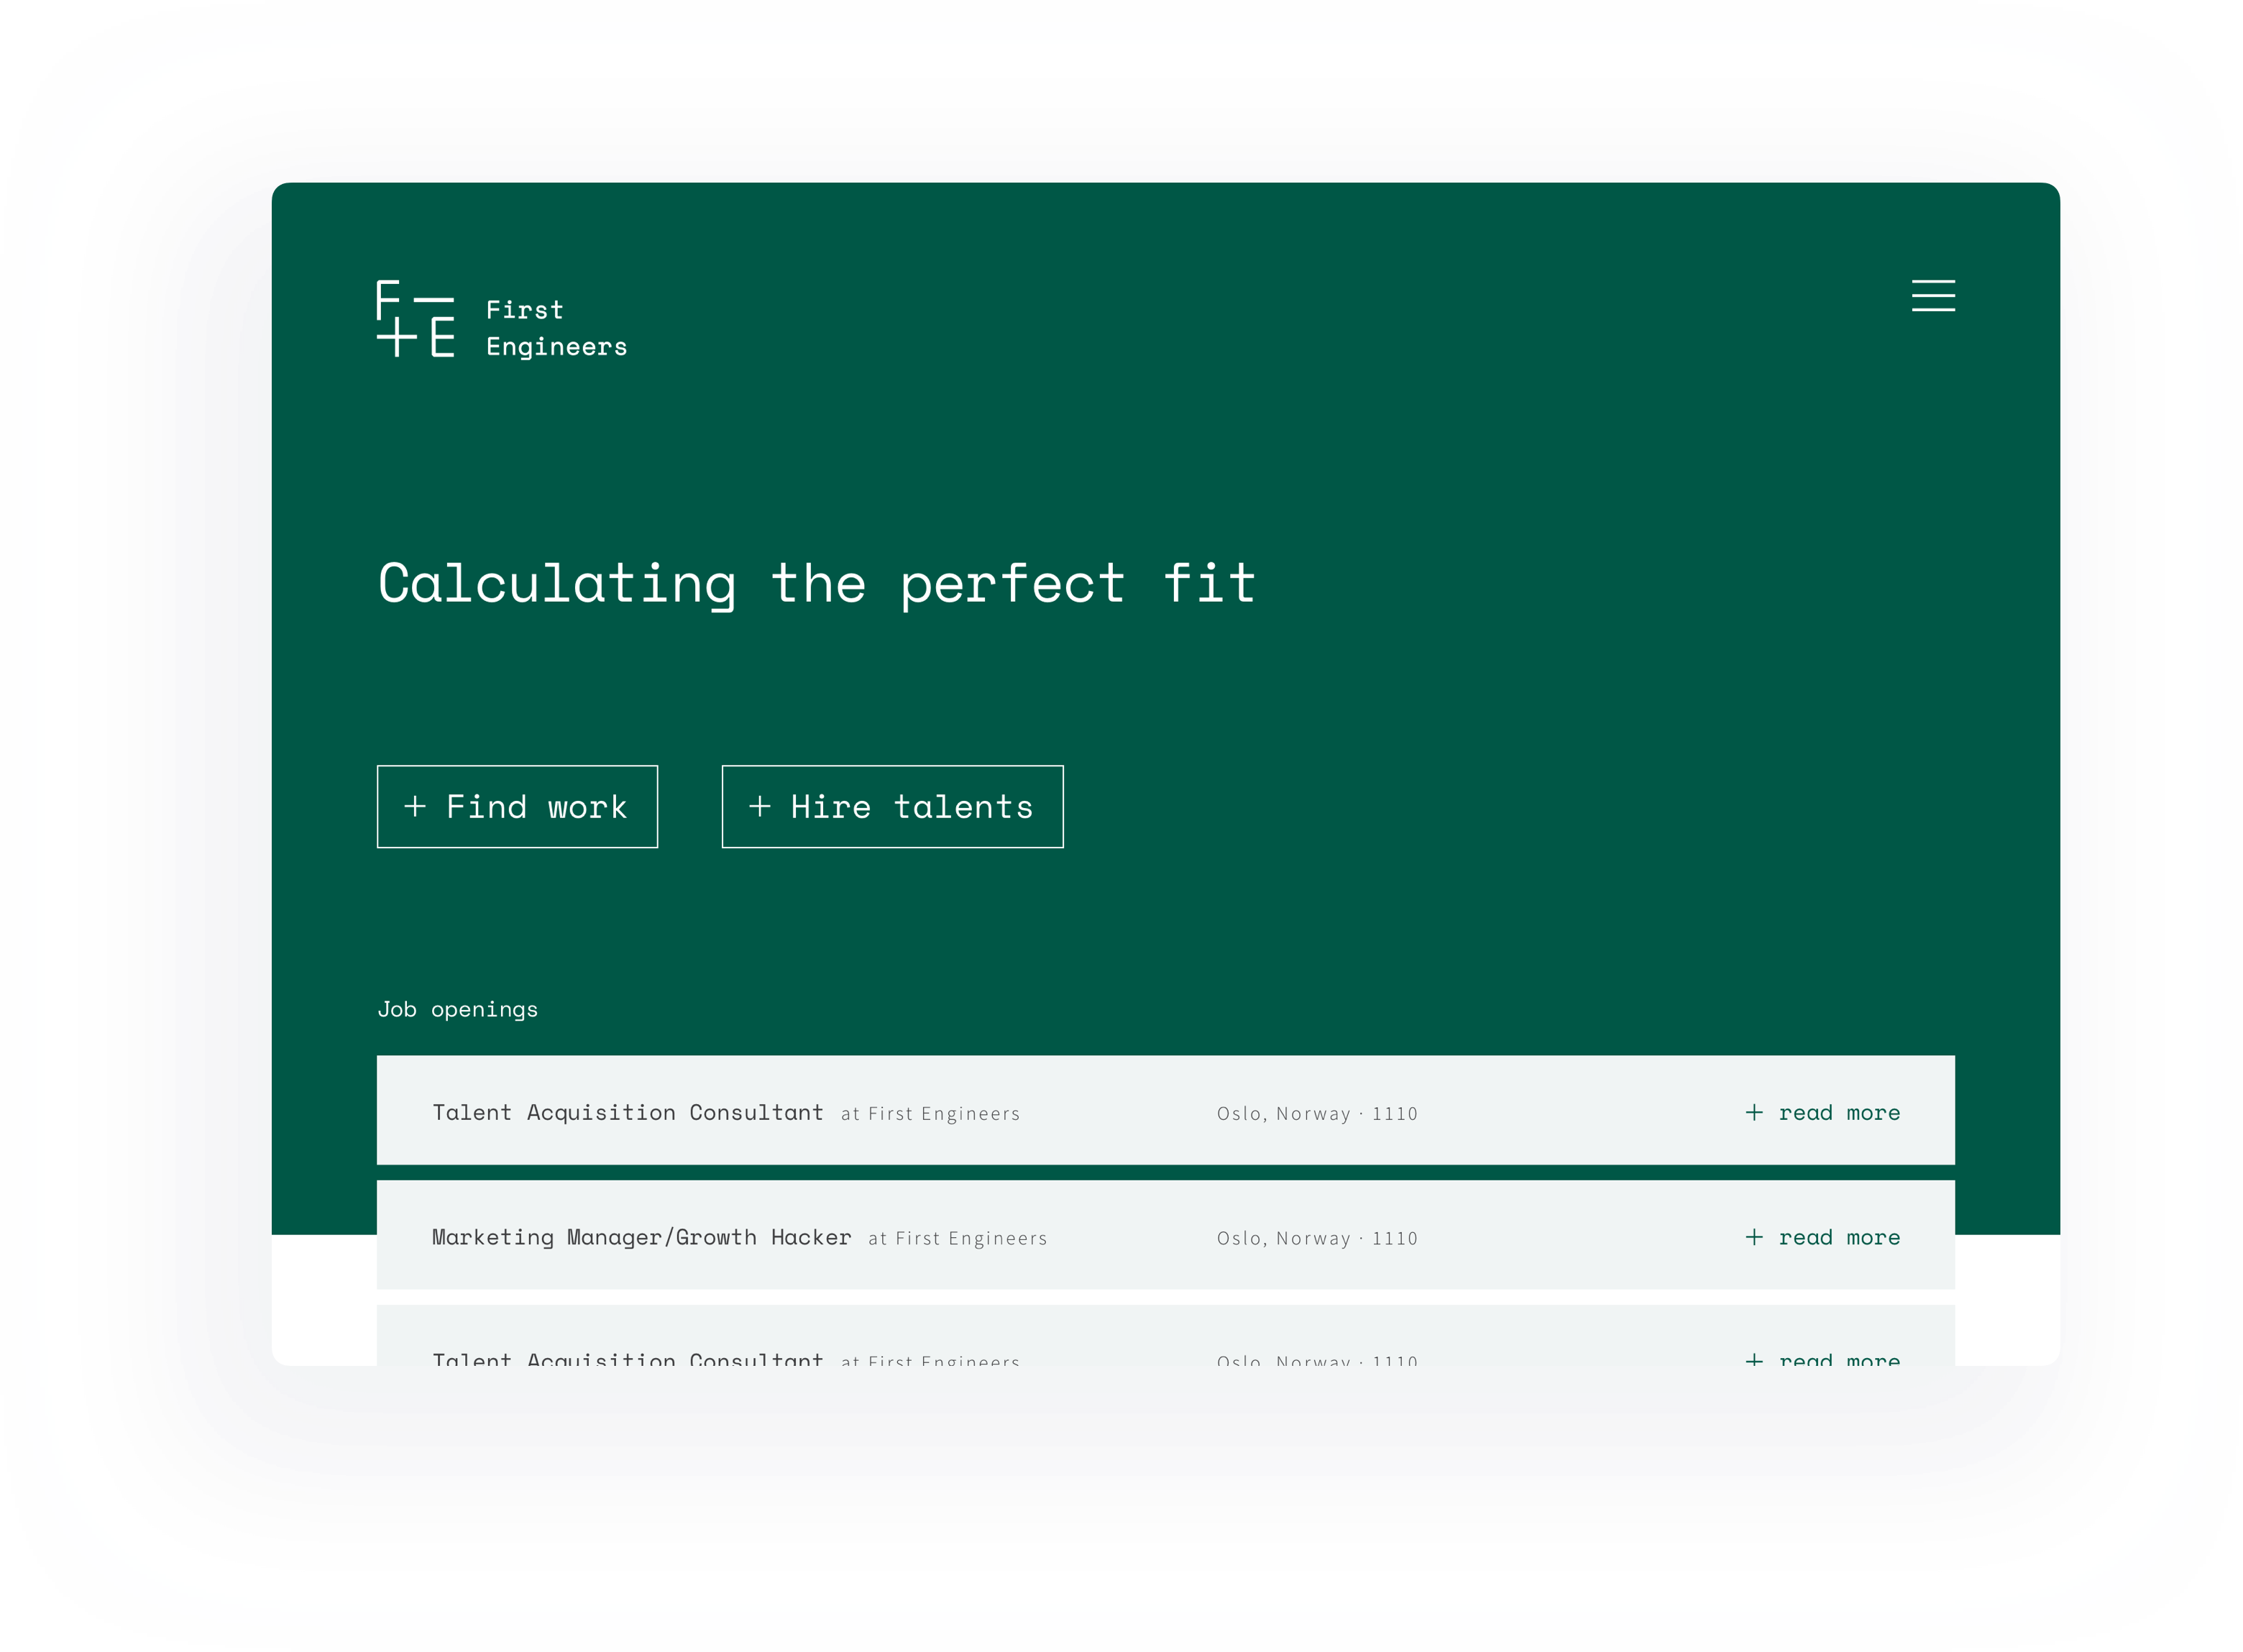 F —
+ E
First
Engineers
Calculating the perfect fit
+ Find work
+ Hire talents
Job openings
Talent Acquisition Consultant at First Engineers Oslo, Norway · 1110 + read more
Marketing Manager/Growth Hacker at First Engineers Oslo, Norway · 1110 + read more
Talent Acquisition Consultant at First Engineers Oslo, Norway · 1110 + read more